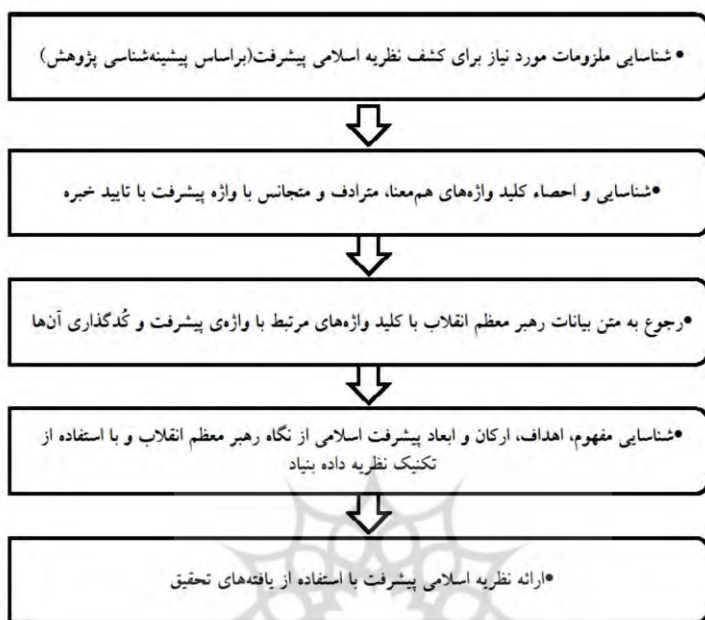 • شناسایی ملزومات مورد نیاز برای کشف نظریه اسلامی پیشرفت(براساس پیشینه‌شناسی پژوهش)
•شناسایی و احصاء کلید واژه‌های هم‌معنا، مترادف و متجانس با واژه پیشرفت با تایید خبره
•رجوع به متن بیانات رهبر معظم انقلاب با کلید واژه‌های مرتبط با واژه‌ی پیشرفت و کُدگذاری آن‌ها
•شناسایی مفهوم، اهداف، ارکان و ابعاد پیشرفت اسلامی از نگاه رهبر معظم انقلاب و با استفاده از
تکنیک نظریه داده بنیاد
•ارائه نظریه اسلامی پیشرفت با استفاده از یافته‌های تحقیق